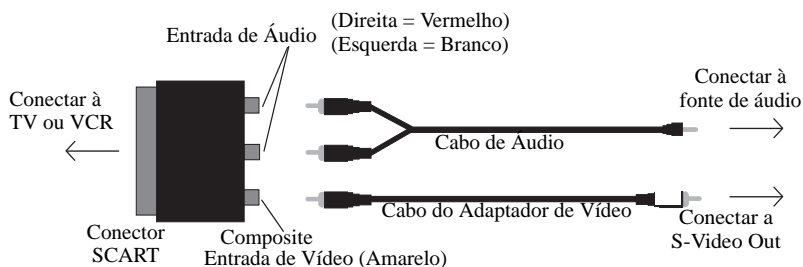 Entrada de Áudio
(Direita = Vermelho)
(Esquerda = Branco)
Conectar à
TV ou VCR
Conectar à
fonte de áudio
Cabo de Áudio
Cabo do Adaptador de Vídeo
Conector
SCART
Composite
Entrada de Vídeo (Amarelo)
Conectar a
S-Video Out